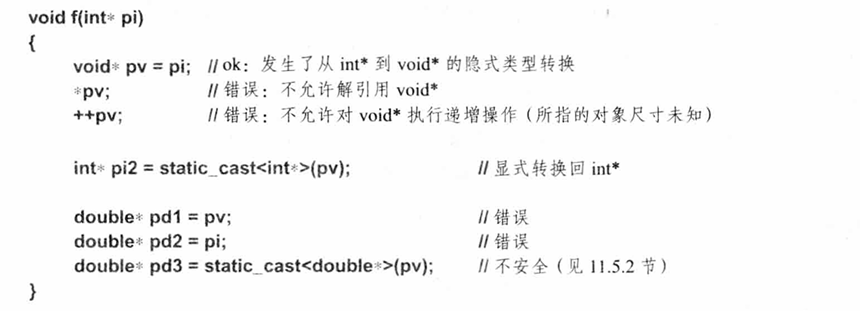 void f(int* pi)
{
void* pv = pi; //ok：发生了从 int* 到 void* 的隐式类型转换
*pv; //错误：不允许解引用 void*
++pv; //错误：不允许对 void* 执行递增操作（所指的对象尺寸未知）
int* pi2 = static_cast<int*>(pv); //显式转换回 int*
double* pd1 = pv; //错误
double* pd2 = pi; //错误
double* pd3 = static_cast<double*>(pv); //不安全（见 11.5.2 节）
}